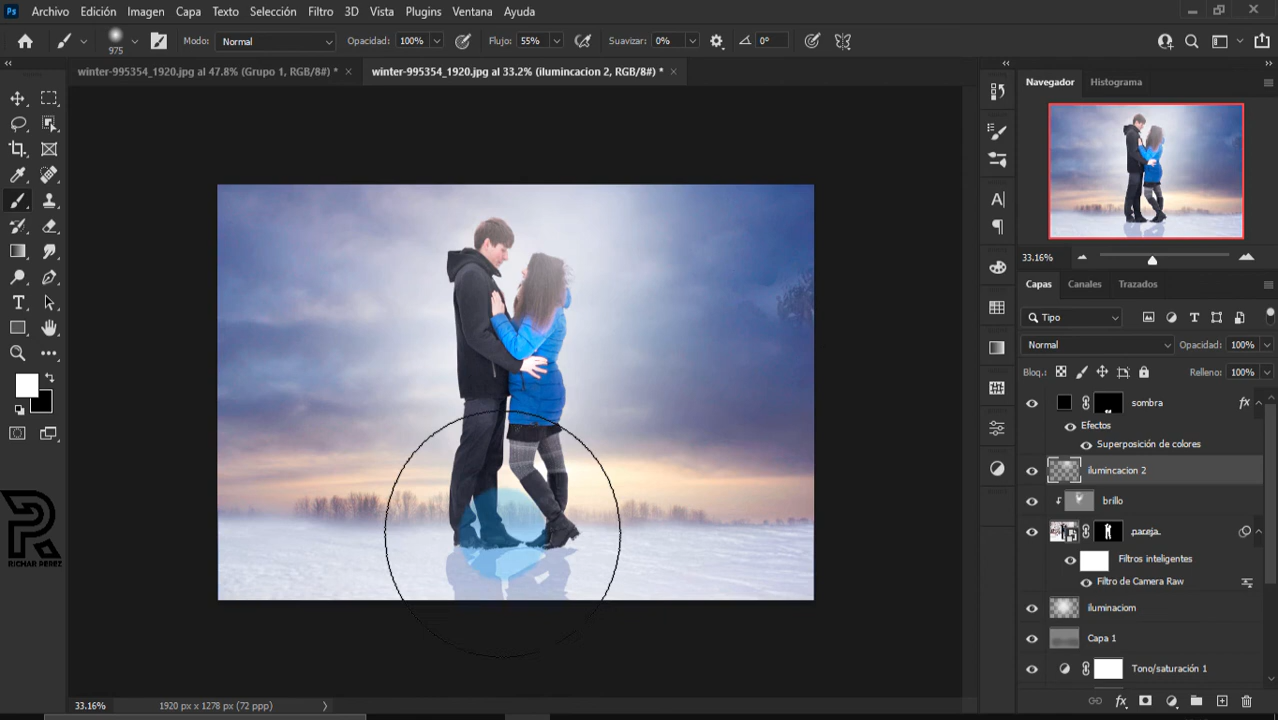 Ps Archivo Edición Imagen Capa Texto Selección Filtro 3D Vista Plugins Ventana Ayuda
975 Modo: Normal Opacidad: 100% Flujo: 55% Suavizar: 0% 0°
winter-995354_1920.jpg al 47.8% (Grupo 1, RGB/8#) * × winter-995354_1920.jpg al 33.2% (ilumincacion 2, RGB/8#) * ×
Navegador Histograma
33.16%
Capas Canales Trazados
Tipo
Normal Opacidad: 100%
Bloq.: Relleno: 100%
sombra fx
Efectos
Superposición de colores
ilumincacion 2
brillo
pareja
Filtros inteligentes
Filtro de Camera Raw
iluminaciom
Capa 1
Tono/saturación 1
RICHAR PEREZ
33.16% 1920 px x 1278 px (72 ppp)